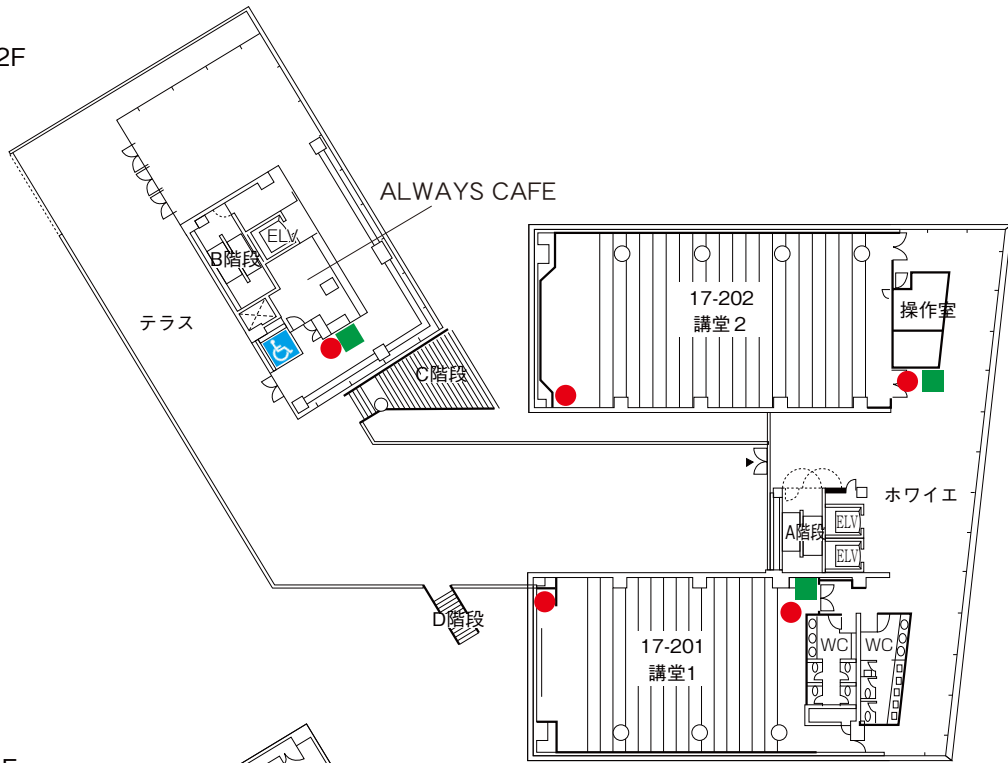 2F
ALWAYS CAFE
ELV
B階段
17-202
講堂2
操作室
テラス
C階段
ホワイエ
A階段
ELV
ELV
D階段
17-201
講堂1
WC
WC